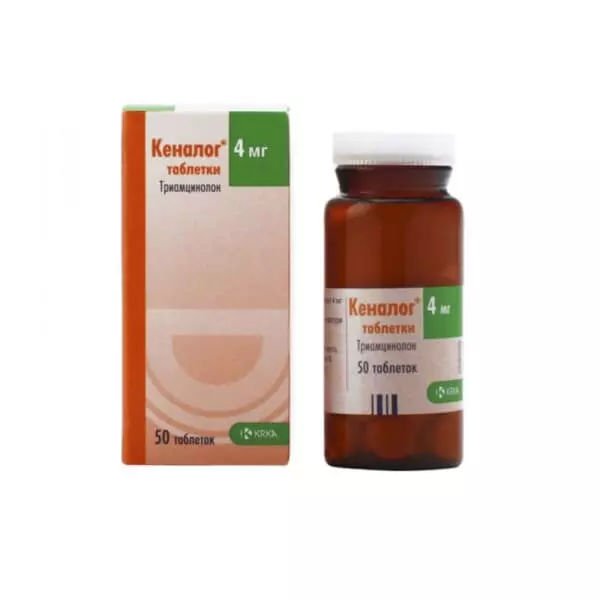 Кеналог®
4 мг
таблетки
Триамцинолон
50 таблеток
KRKA
Кеналог®
4 мг
таблетки
Триамцинолон
50 таблеток
KRKA